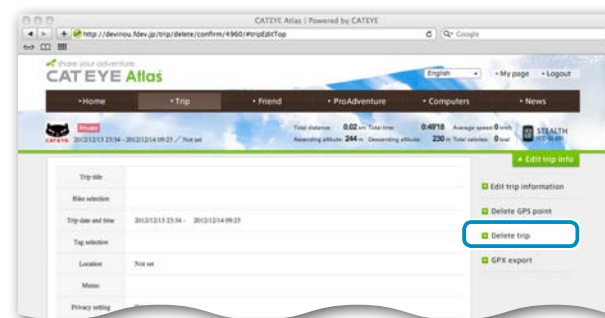 CATEYE Atlas | Powered by CATEYE
http://devinou.fdev.jp/trip/delete/confirm/4960/#tripEditTop
Google
share your adventure.
CATEYE Atlas
English
My page
Logout
Home
Trip
Friend
ProAdventure
Computers
News
CATEYE
Private
2012/12/13 23:34 - 2012/12/14 09:25 / Not set
Total distance 0.02 km Total time 0:49'18 Average speed 0 km/h
Ascending altitude 244 m Descending altitude 230 m Total calories 0 kcal
STEALTH
Edit trip info
Trip title
Bike selection
Trip date and time 2012/12/13 23:34 - 2012/12/14 09:25
Tag selection
Location Not set
Memo
Privacy setting
Edit trip information
Delete GPS point
Delete trip
GPX export